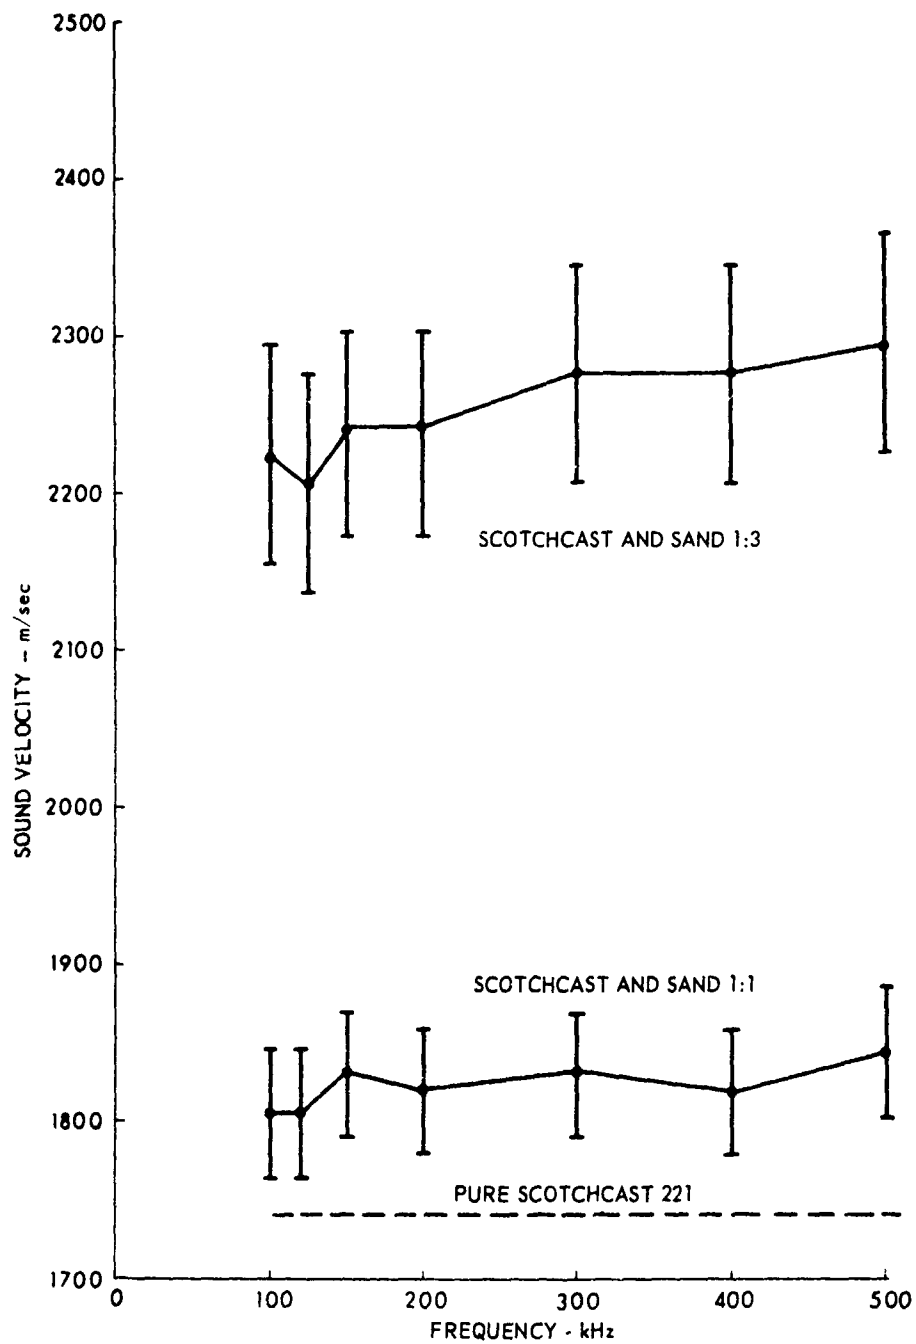 2500
2400
2300
2200
SCOTCHCAST AND SAND 1:3
2100
SOUND VELOCITY – m/sec
2000
1900
SCOTCHCAST AND SAND 1:1
1800
PURE SCOTCHCAST 221
1700
0 100 200 300 400 500
FREQUENCY - kHz